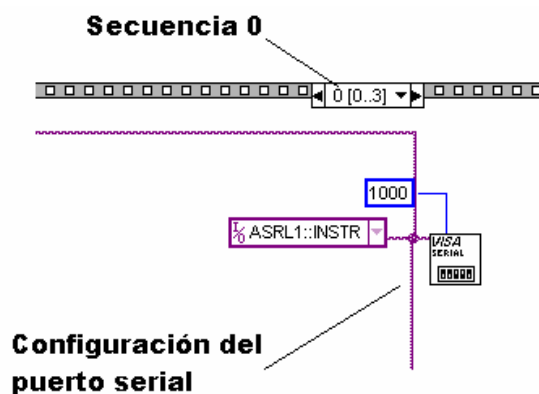 Secuencia 0
0 [0..3]
1000
I/O ASRL1::INSTR
VISA
SERIAL
Configuración del
puerto serial